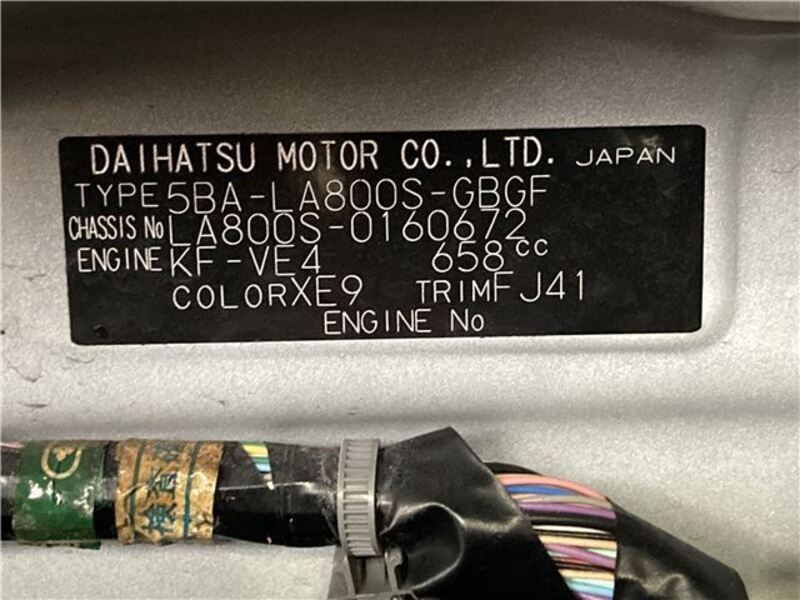 DAIHATSU MOTOR CO.,LTD. JAPAN
TYPE 5BA-LA800S-GBGF
CHASSIS No LA800S-0160672
ENGINE KF-VE4 658cc
COLOR XE9 TRIM FJ41
ENGINE No